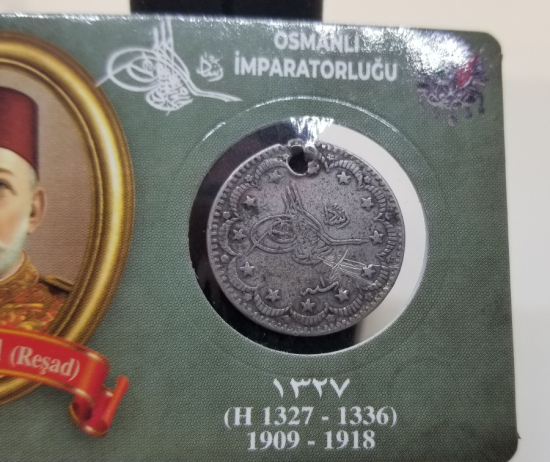 OSMANLI
İMPARATORLUĞU
(Reşad)
١٣٢٧
(H 1327 - 1336)
1909 - 1918